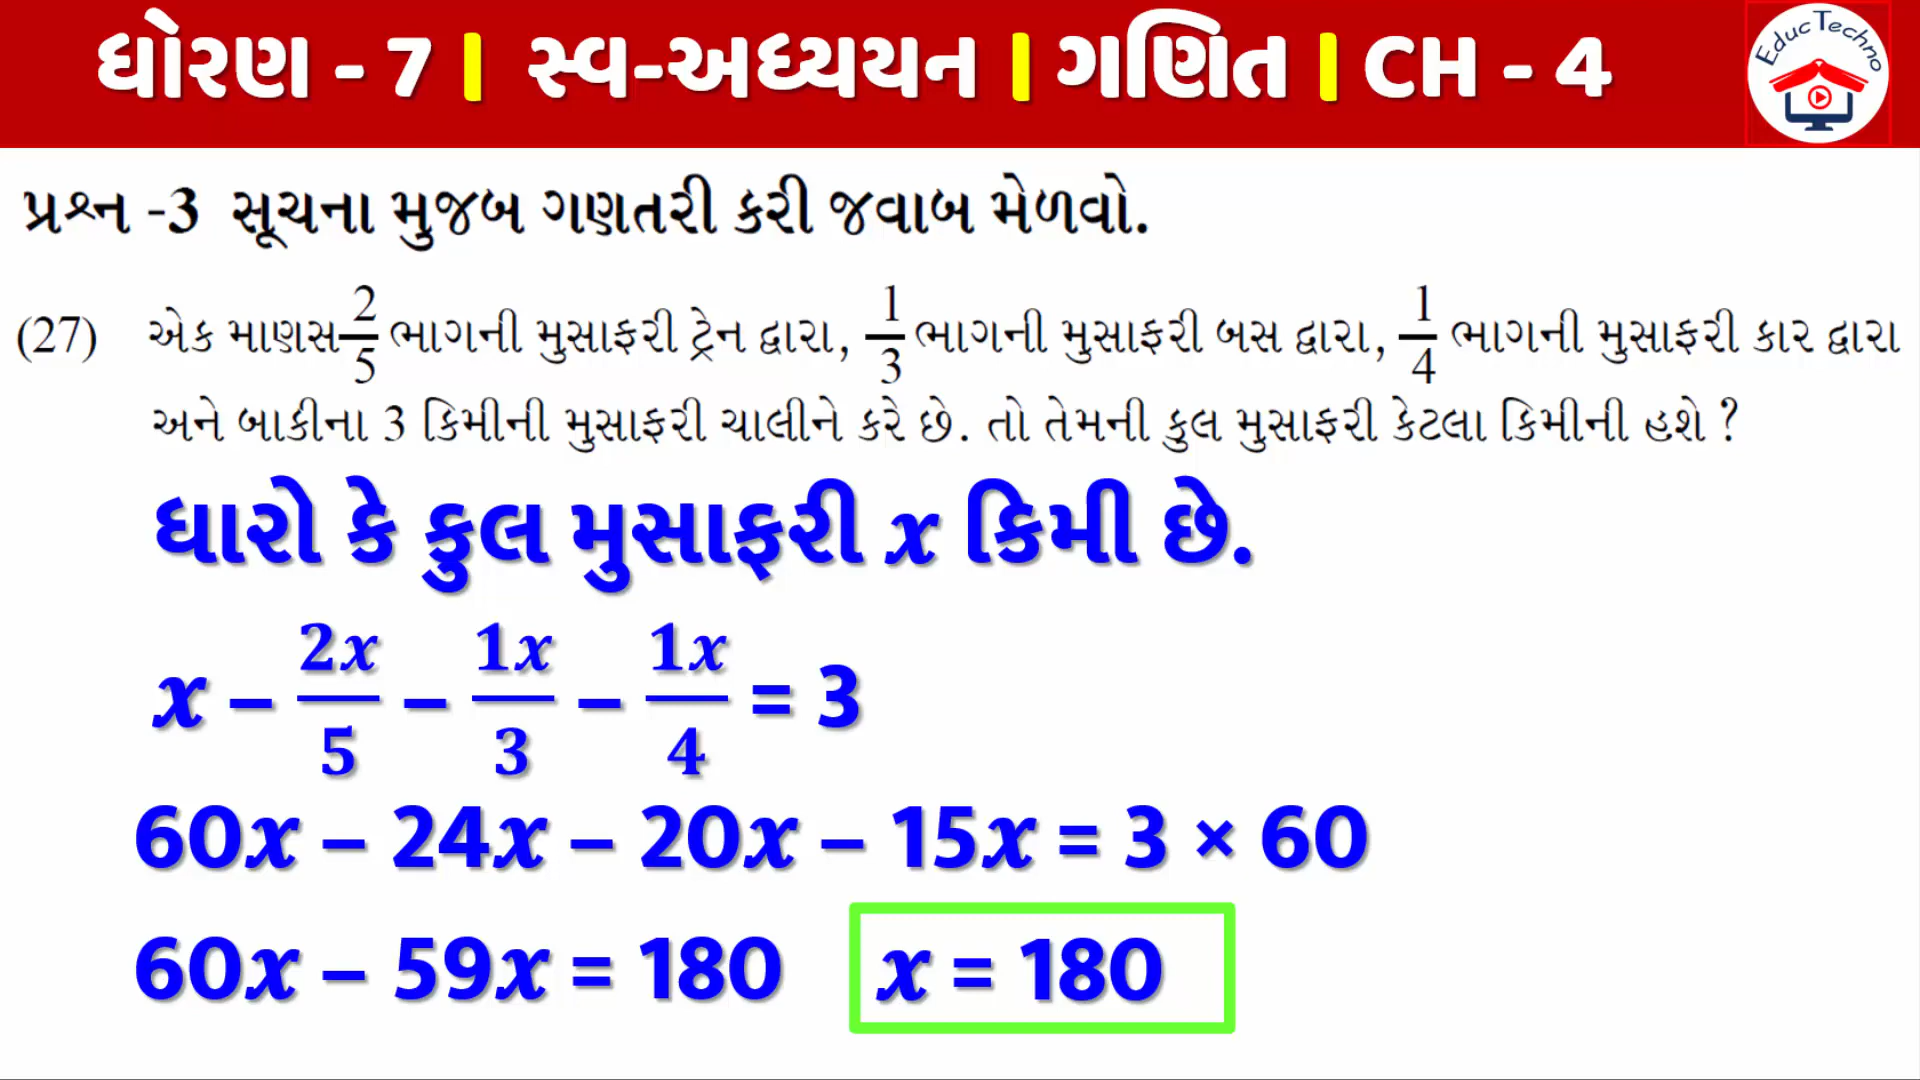 ધોરણ - 7 | સ્વ-અધ્યયન | ગણિત | CH - 4
Educ Techno
પ્રશ્ન -3 સૂચના મુજબ ગણતરી કરી જવાબ મેળવો.
(27) એક માણસ 2/5 ભાગની મુસાફરી ટ્રેન દ્વારા, 1/3 ભાગની મુસાફરી બસ દ્વારા, 1/4 ભાગની મુસાફરી કાર દ્વારા
અને બાકીના 3 કિમીની મુસાફરી ચાલીને કરે છે. તો તેમની કુલ મુસાફરી કેટલા કિમીની હશે ?
ધારો કે કુલ મુસાફરી x કિમી છે.
x – 2x/5 – 1x/3 – 1x/4 = 3
60x – 24x – 20x – 15x = 3 × 60
60x – 59x = 180 x = 180